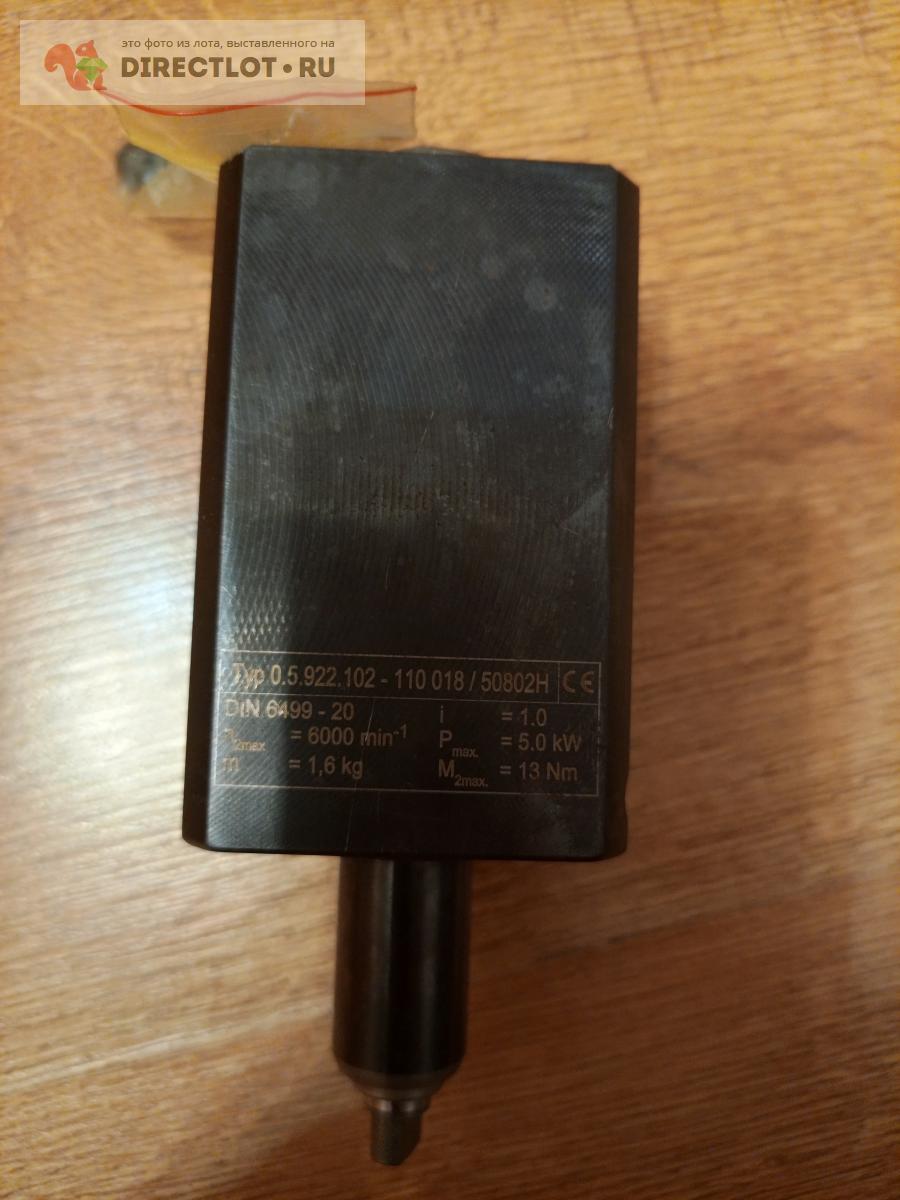 это фото из лота, выставленного на
DIRECTLOT•RU
Typ 0.5.922.102 - 110 018 / 50802H CE
DIN 6499 - 20 i = 1.0
n2max. = 6000 min-1 Pmax. = 5.0 kW
m = 1,6 kg M2max. = 13 Nm